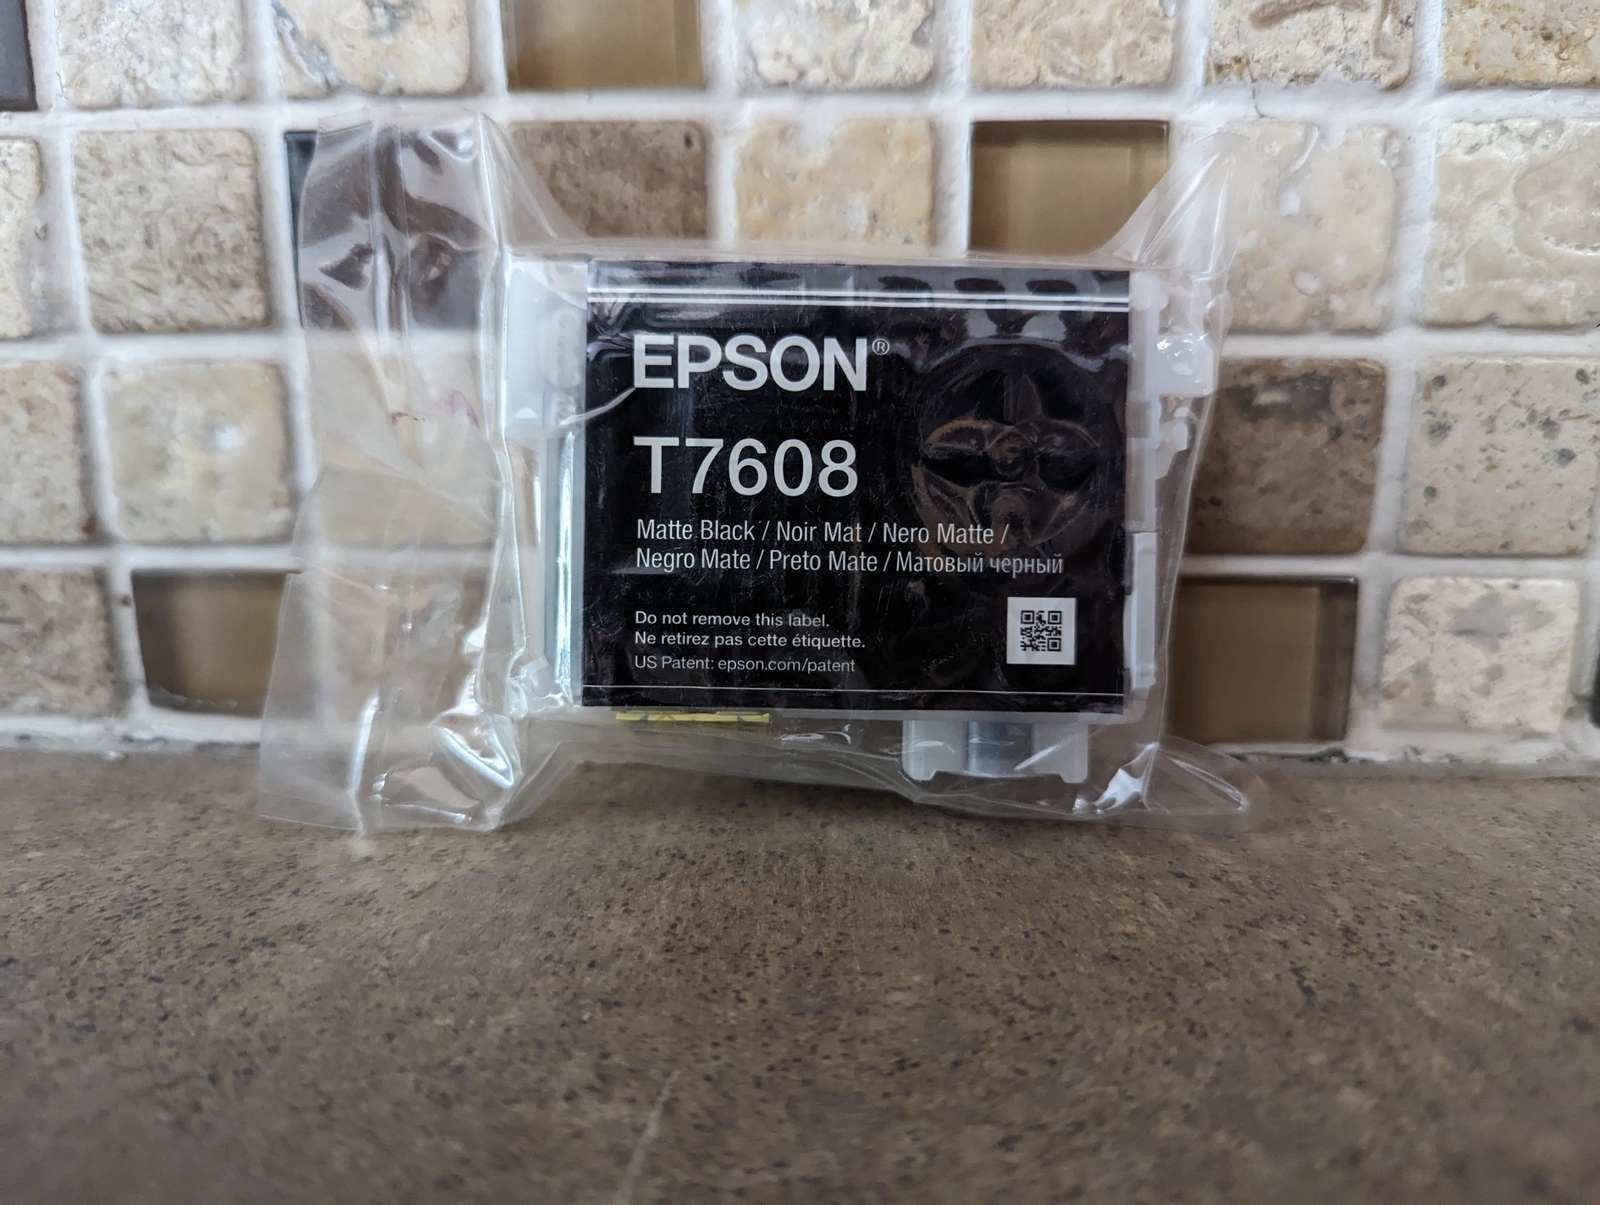 EPSON®
T7608
Matte Black / Noir Mat / Nero Matte /
Negro Mate / Preto Mate / Матовый черный
Do not remove this label.
Ne retirez pas cette étiquette.
US Patent: epson.com/patent